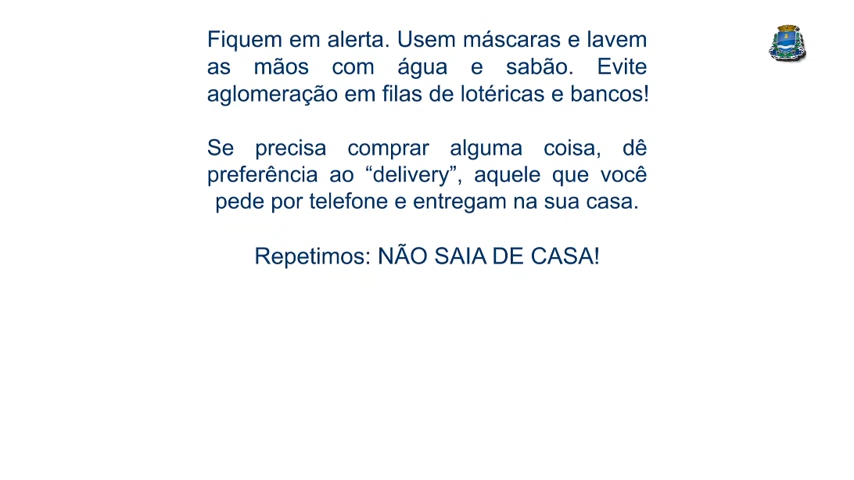 Fiquem em alerta. Usem máscaras e lavem
as mãos com água e sabão. Evite
aglomeração em filas de lotéricas e bancos!
Se precisa comprar alguma coisa, dê
preferência ao “delivery”, aquele que você
pede por telefone e entregam na sua casa.
Repetimos: NÃO SAIA DE CASA!